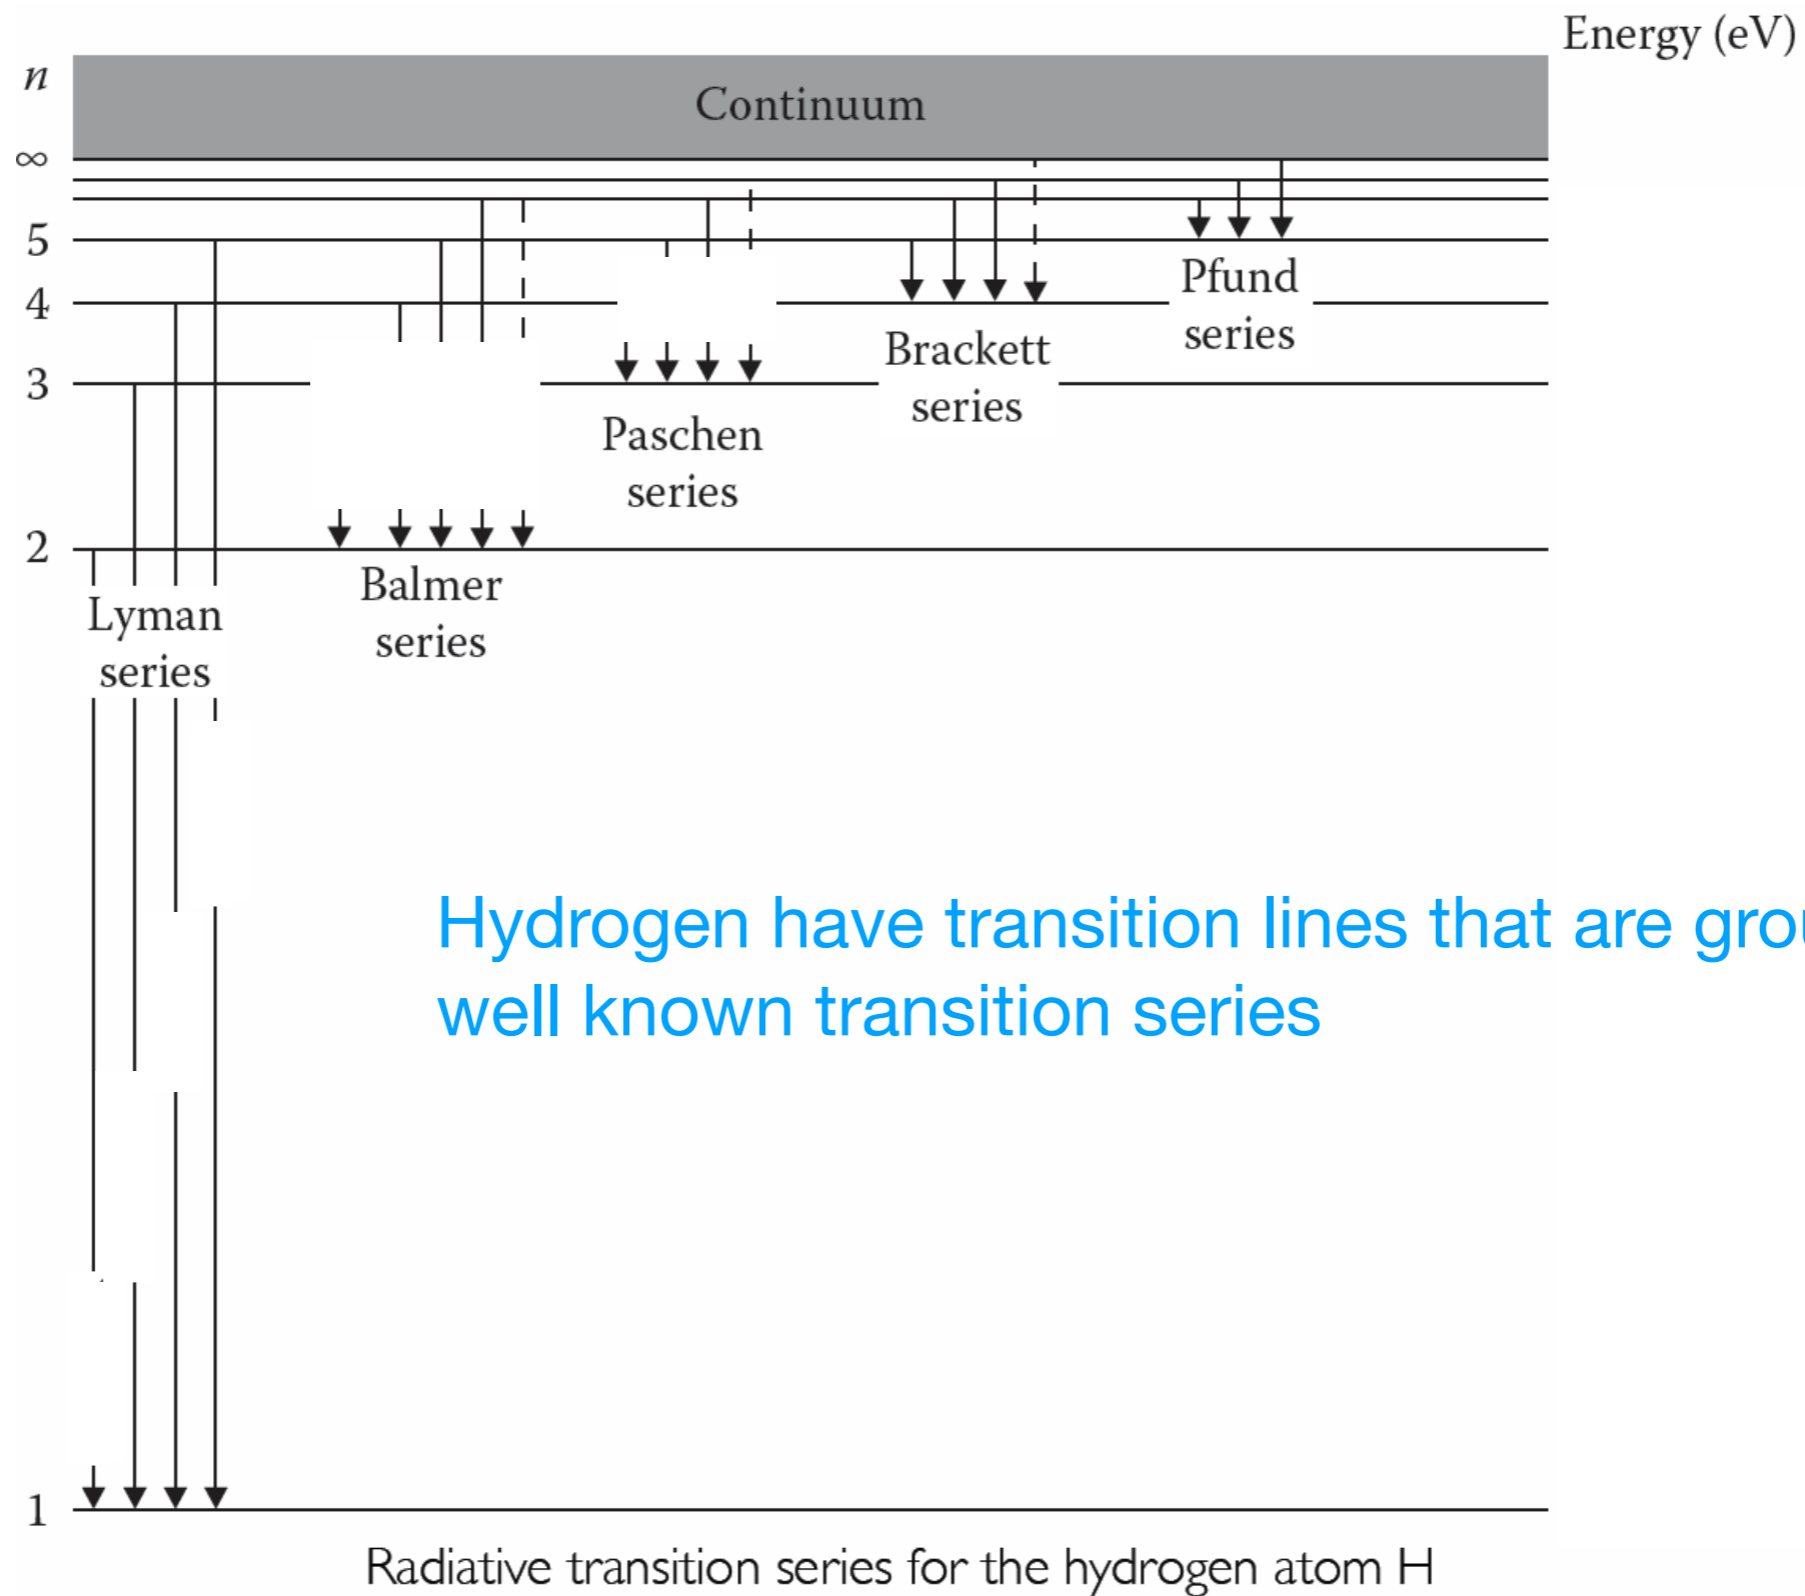 Energy (eV)
n
Continuum
∞
5
4
3
2
1
Pfund
series
Brackett
series
Paschen
series
Balmer
series
Lyman
series
Hydrogen have transition lines that are
well known transition series
Radiative transition series for the hydrogen atom H